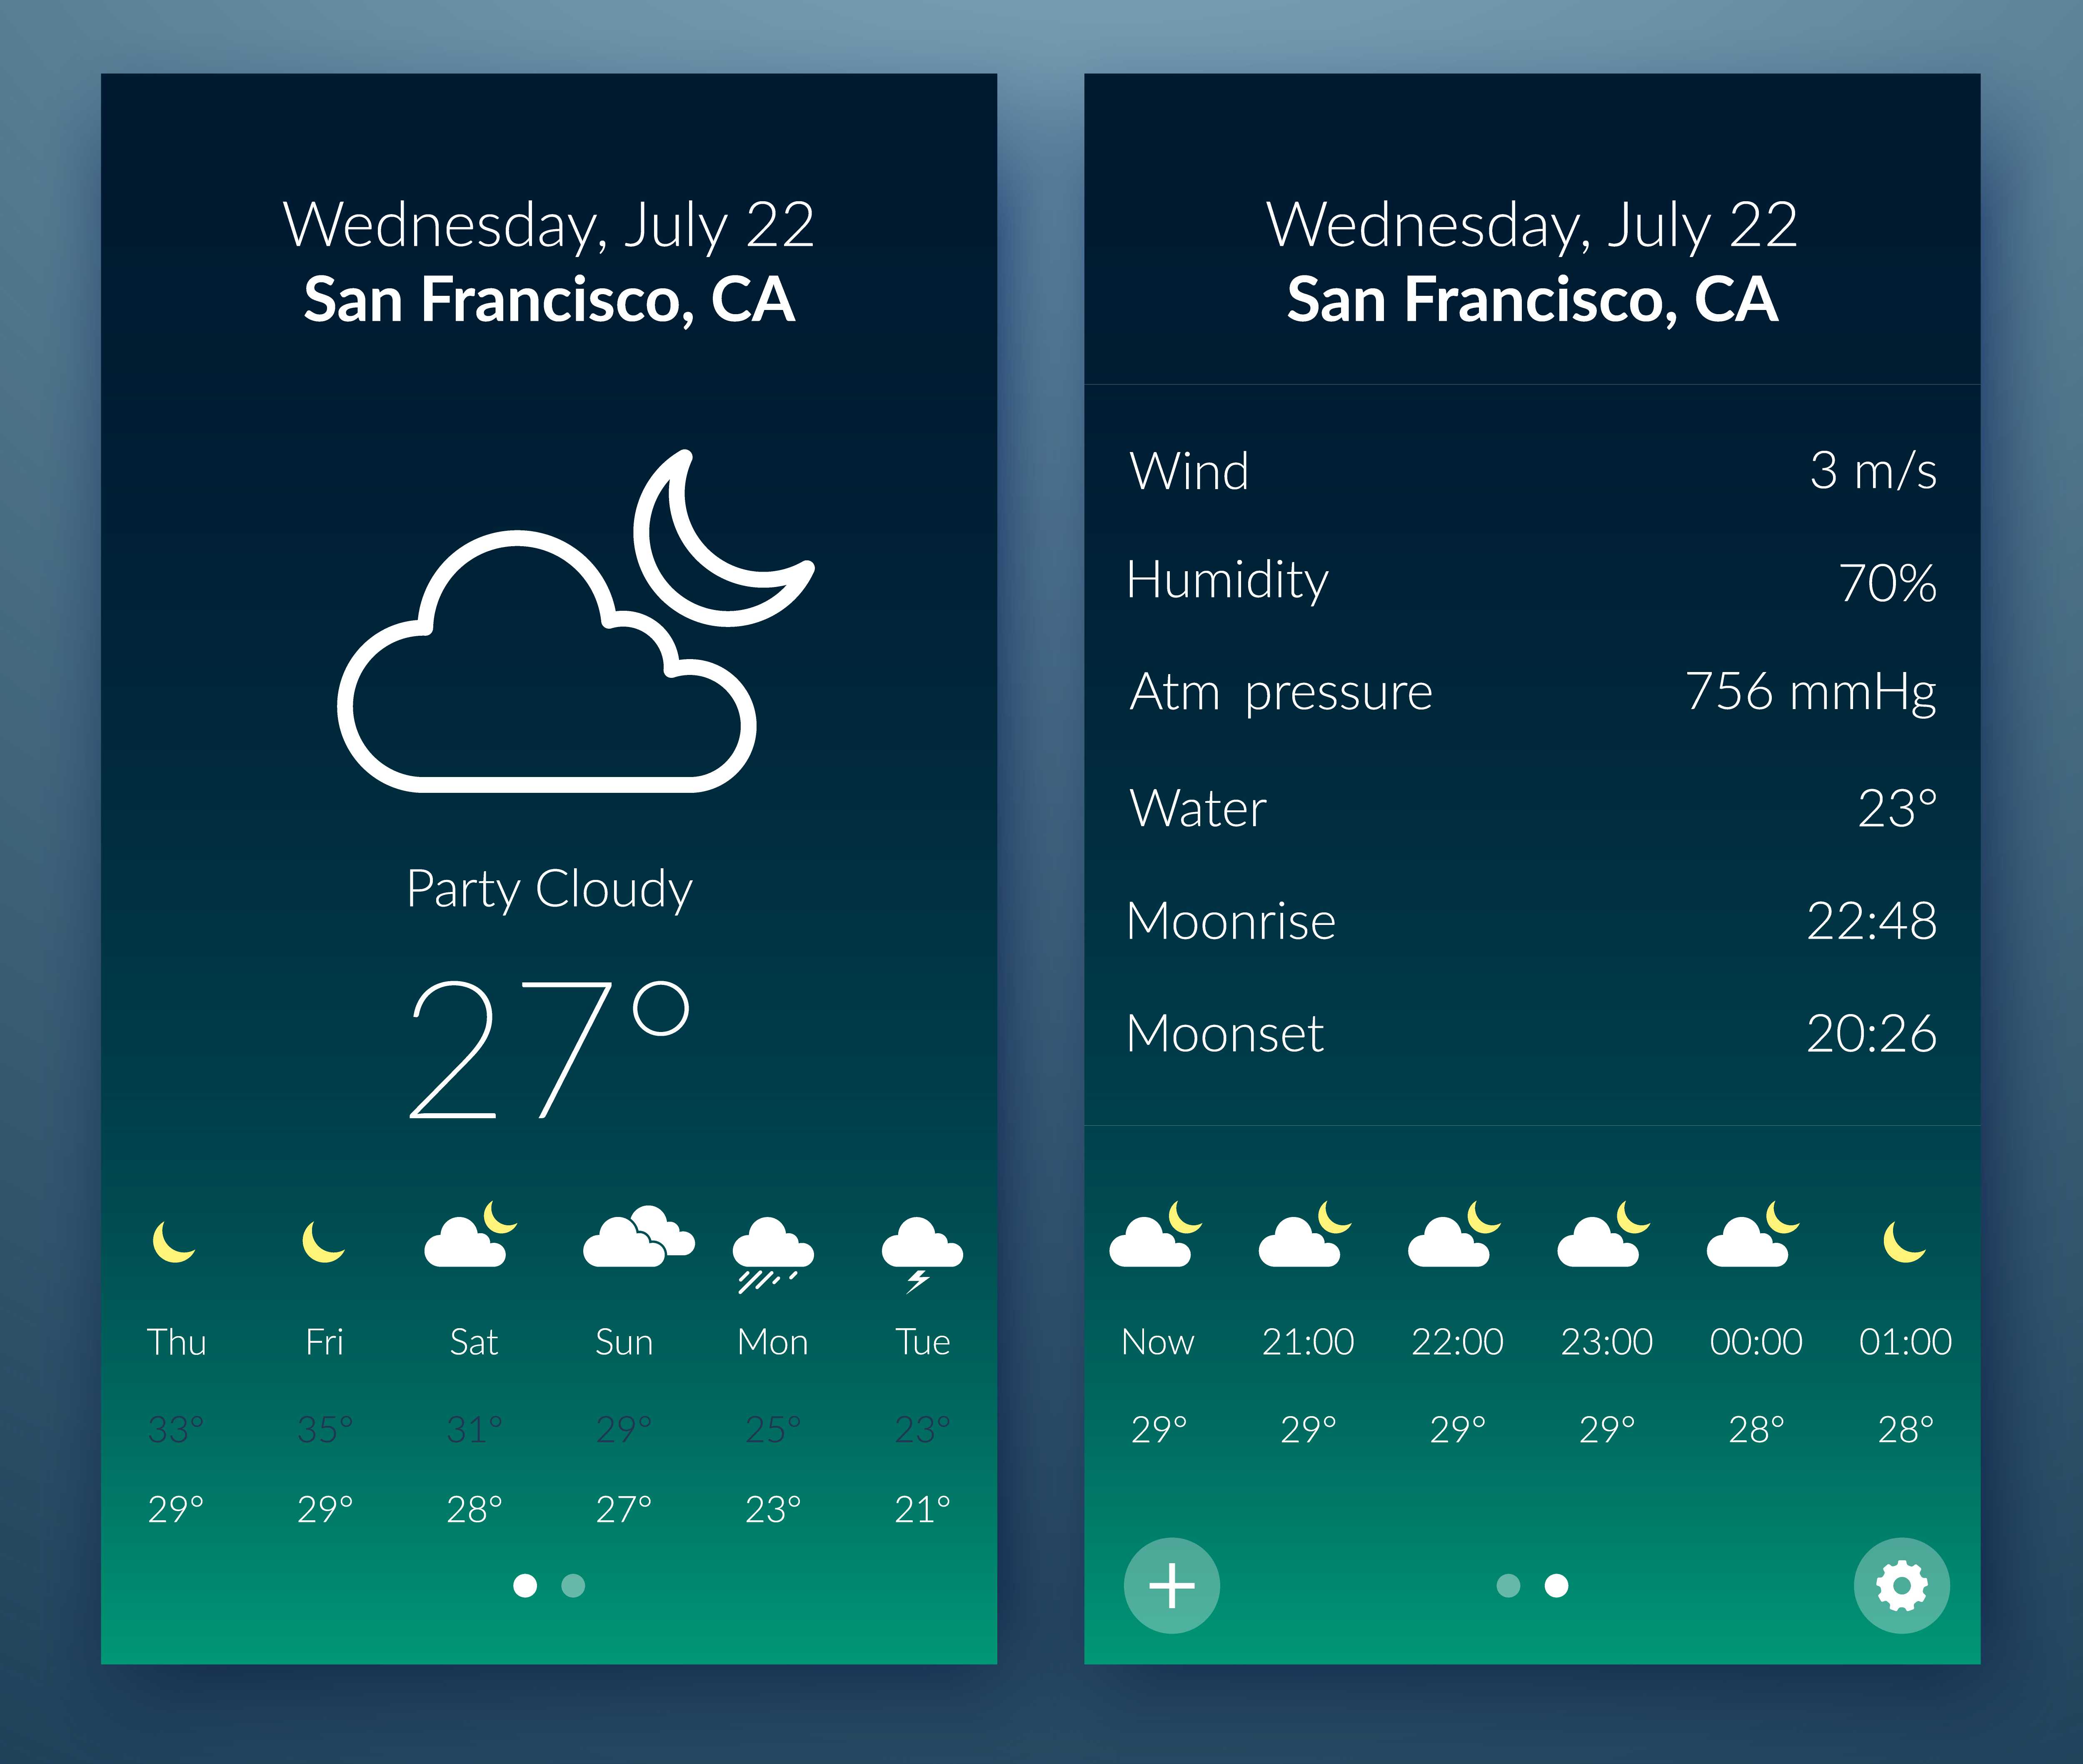 Wednesday, July 22
San Francisco, CA
Party Cloudy
27°
Thu Fri Sat Sun Mon Tue
33° 35° 31° 29° 25° 23°
29° 29° 28° 27° 23° 21°
Wednesday, July 22
San Francisco, CA
Wind 3 m/s
Humidity 70%
Atm pressure 756 mmHg
Water 23°
Moonrise 22:48
Moonset 20:26
Now 21:00 22:00 23:00 00:00 01:00
29° 29° 29° 29° 28° 28°